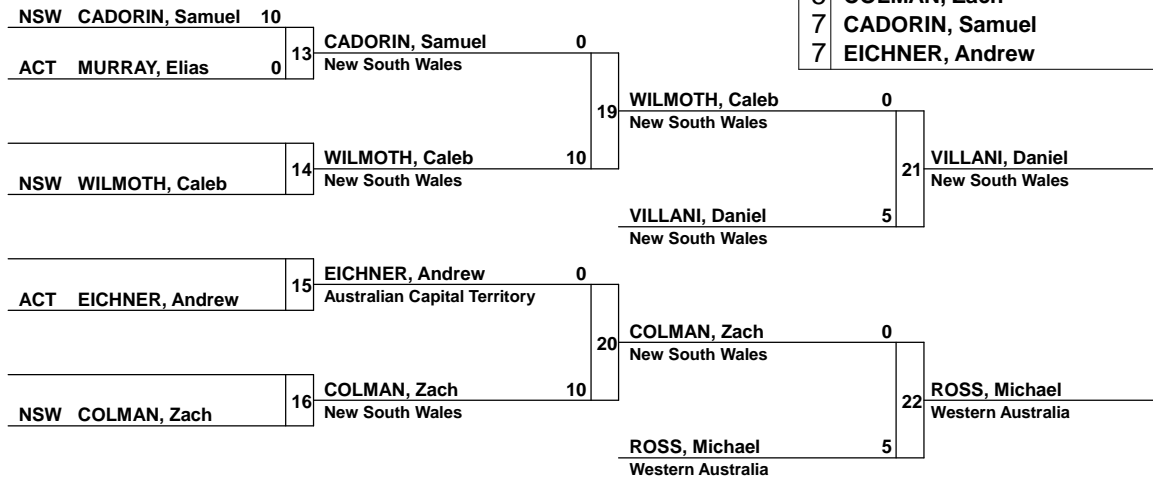 COLMAN, Zach
7 CADORIN, Samuel
7 EICHNER, Andrew
NSW CADORIN, Samuel 10
ACT MURRAY, Elias 0
13
CADORIN, Samuel 0
New South Wales
NSW WILMOTH, Caleb
14
WILMOTH, Caleb 10
New South Wales
19
WILMOTH, Caleb 0
New South Wales
VILLANI, Daniel 5
New South Wales
21
VILLANI, Daniel
New South Wales
ACT EICHNER, Andrew
15
EICHNER, Andrew 0
Australian Capital Territory
NSW COLMAN, Zach
16
COLMAN, Zach 10
New South Wales
20
COLMAN, Zach 0
New South Wales
ROSS, Michael 5
Western Australia
22
ROSS, Michael
Western Australia